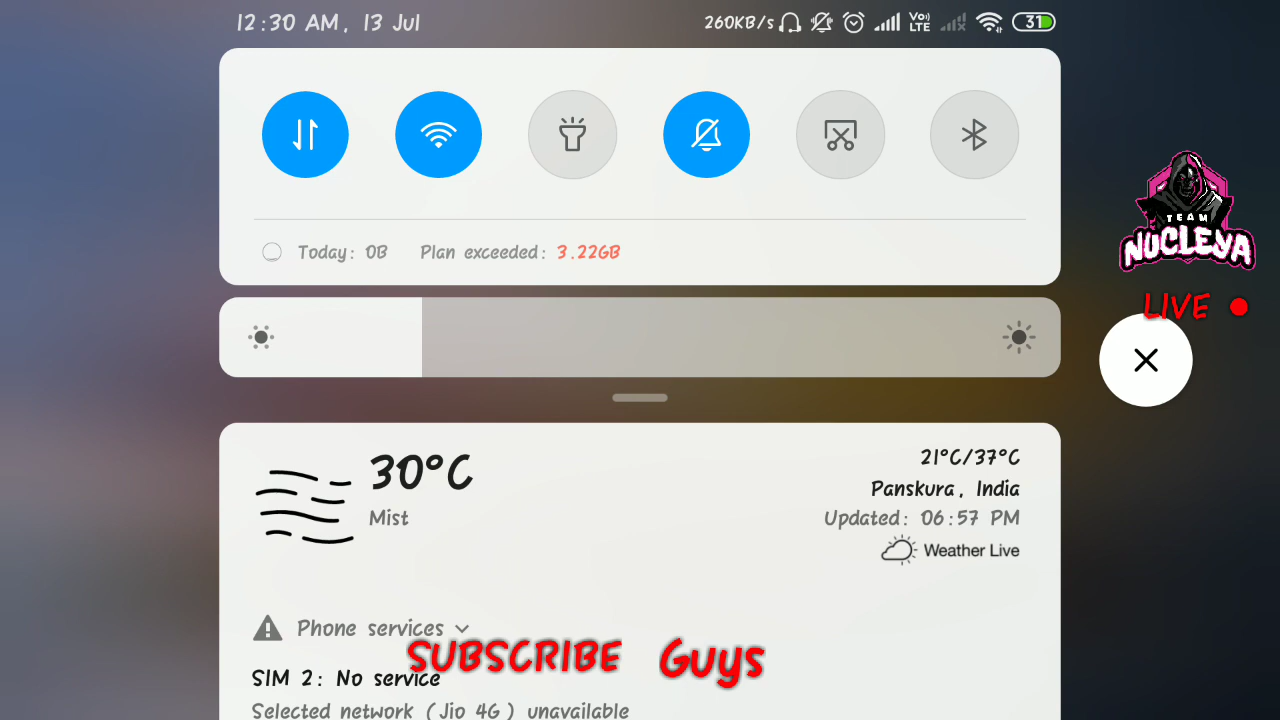 12:30 AM, 13 Jul
260KB/s Vo) LTE 31
Today: 0B Plan exceeded: 3.22GB
TEAM
NUCLEYA
LIVE
30°C
Mist
21°C/37°C
Panskura, India
Updated: 06:57 PM
Weather Live
Phone services
SUBSCRIBE Guys
SIM 2: No service
Selected network (Jio 4G) unavailable